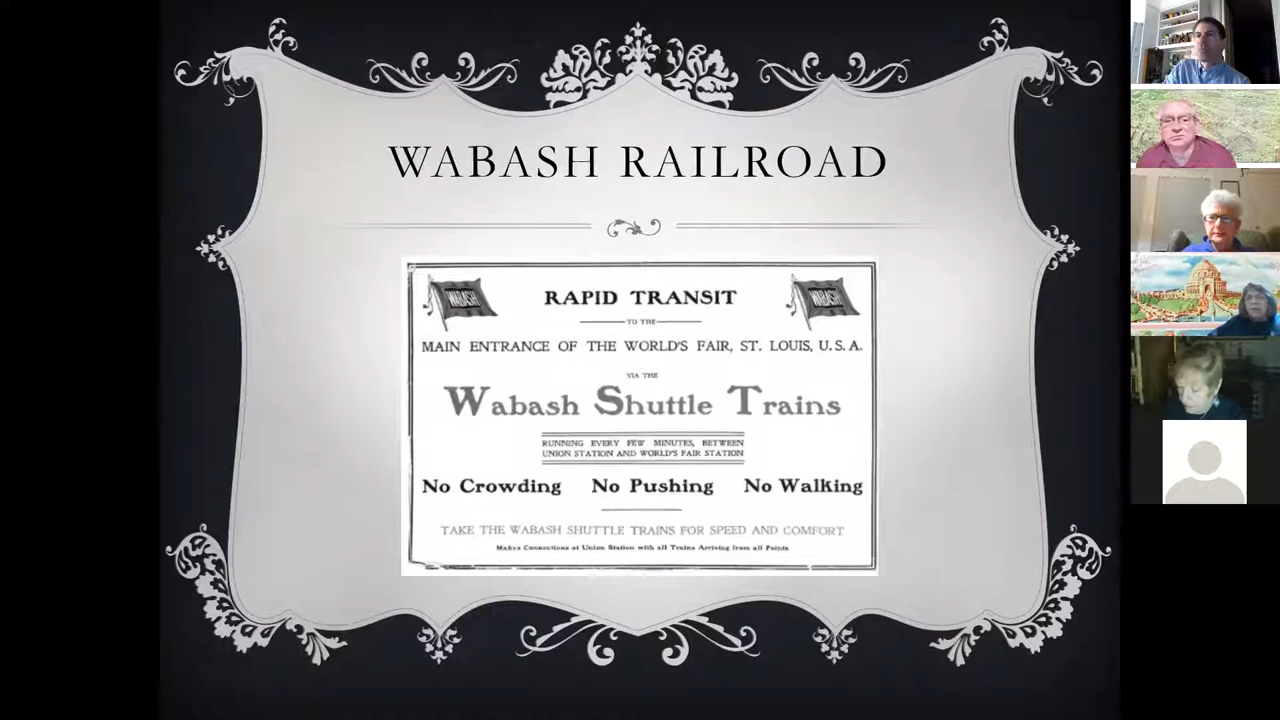 WABASH RAILROAD
WABASH
WABASH
RAPID TRANSIT
TO THE
MAIN ENTRANCE OF THE WORLD'S FAIR, ST. LOUIS, U.S.A.
VIA THE
Wabash Shuttle Trains
RUNNING EVERY FEW MINUTES, BETWEEN
UNION STATION AND WORLD'S FAIR STATION
No Crowding No Pushing No Walking
TAKE THE WABASH SHUTTLE TRAINS FOR SPEED AND COMFORT
Makes Connections at Union Station with all Trains Arriving from all Points